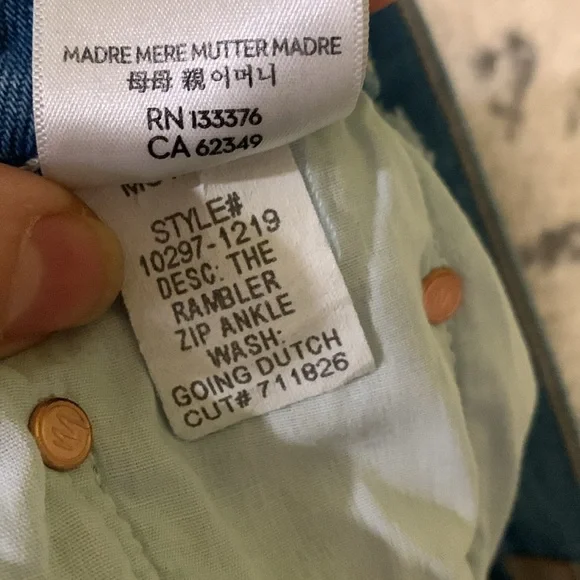 MADRE MERE MUTTER MADRE
母母 親 이머니
RN 133376
CA 62349
STYLE#
10297-1219
DESC: THE
RAMBLER
ZIP ANKLE
WASH:
GOING DUTCH
CUT# 711826